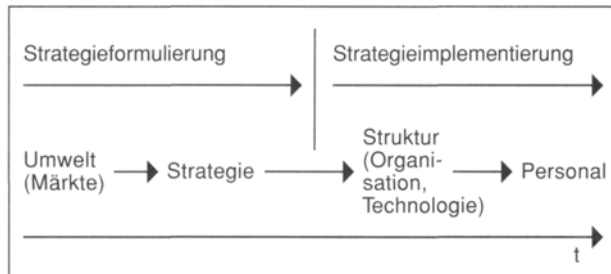 Strategieformulierung
Strategieimplementierung
Umwelt
(Märkte)
Strategie
Struktur
(Organi-
sation,
Technologie)
Personal
t